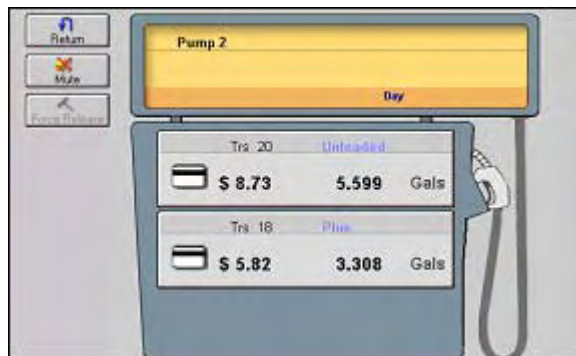 Return
Mute
Force Release
Pump 2
Day
Trs 20 Unleaded
$ 8.73 5.599 Gals
Trs 18 Plus
$ 5.82 3.308 Gals